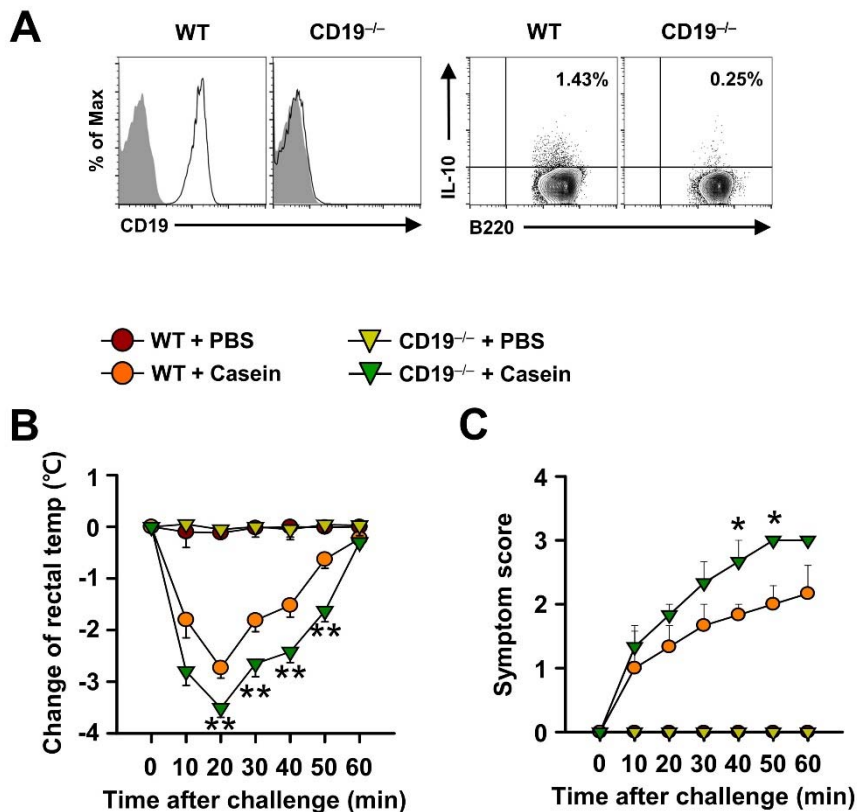 A
WT
CD19–/–
WT
CD19–/–
1.43%
0.25%
% of Max
CD19
IL-10
B220
WT + PBS
CD19–/– + PBS
WT + Casein
CD19–/– + Casein
B
Change of rectal temp (℃)
1
0
-1
-2
-3
-4
**
**
**
**
0 10 20 30 40 50 60
Time after challenge (min)
C
Symptom score
4
3
2
1
0
*
*
0 10 20 30 40 50 60
Time after challenge (min)